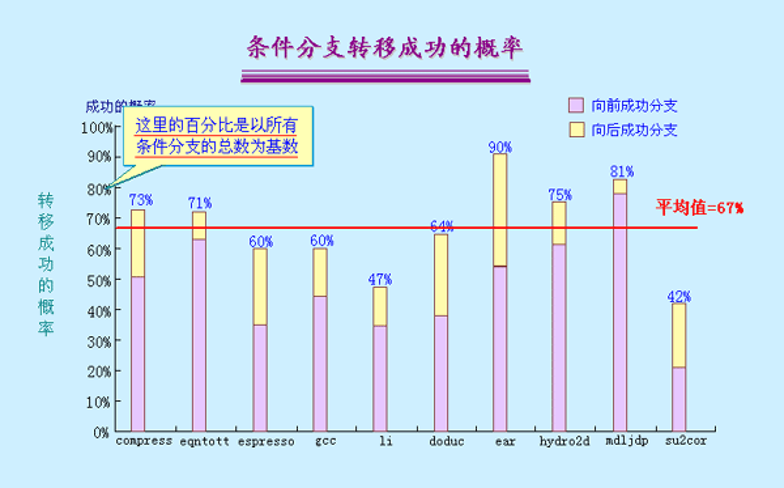 条件分支转移成功的概率
成功的概率
向前成功分支
向后成功分支
这里的百分比是以所有
条件分支的总数为基数
转移成功的概率
100%
90%
80%
70%
60%
50%
40%
30%
20%
10%
0%
73%
71%
60%
60%
47%
64%
90%
75%
81%
42%
平均值=67%
compress
eqntott
espresso
gcc
li
doduc
ear
hydro2d
mdljdp
su2cor